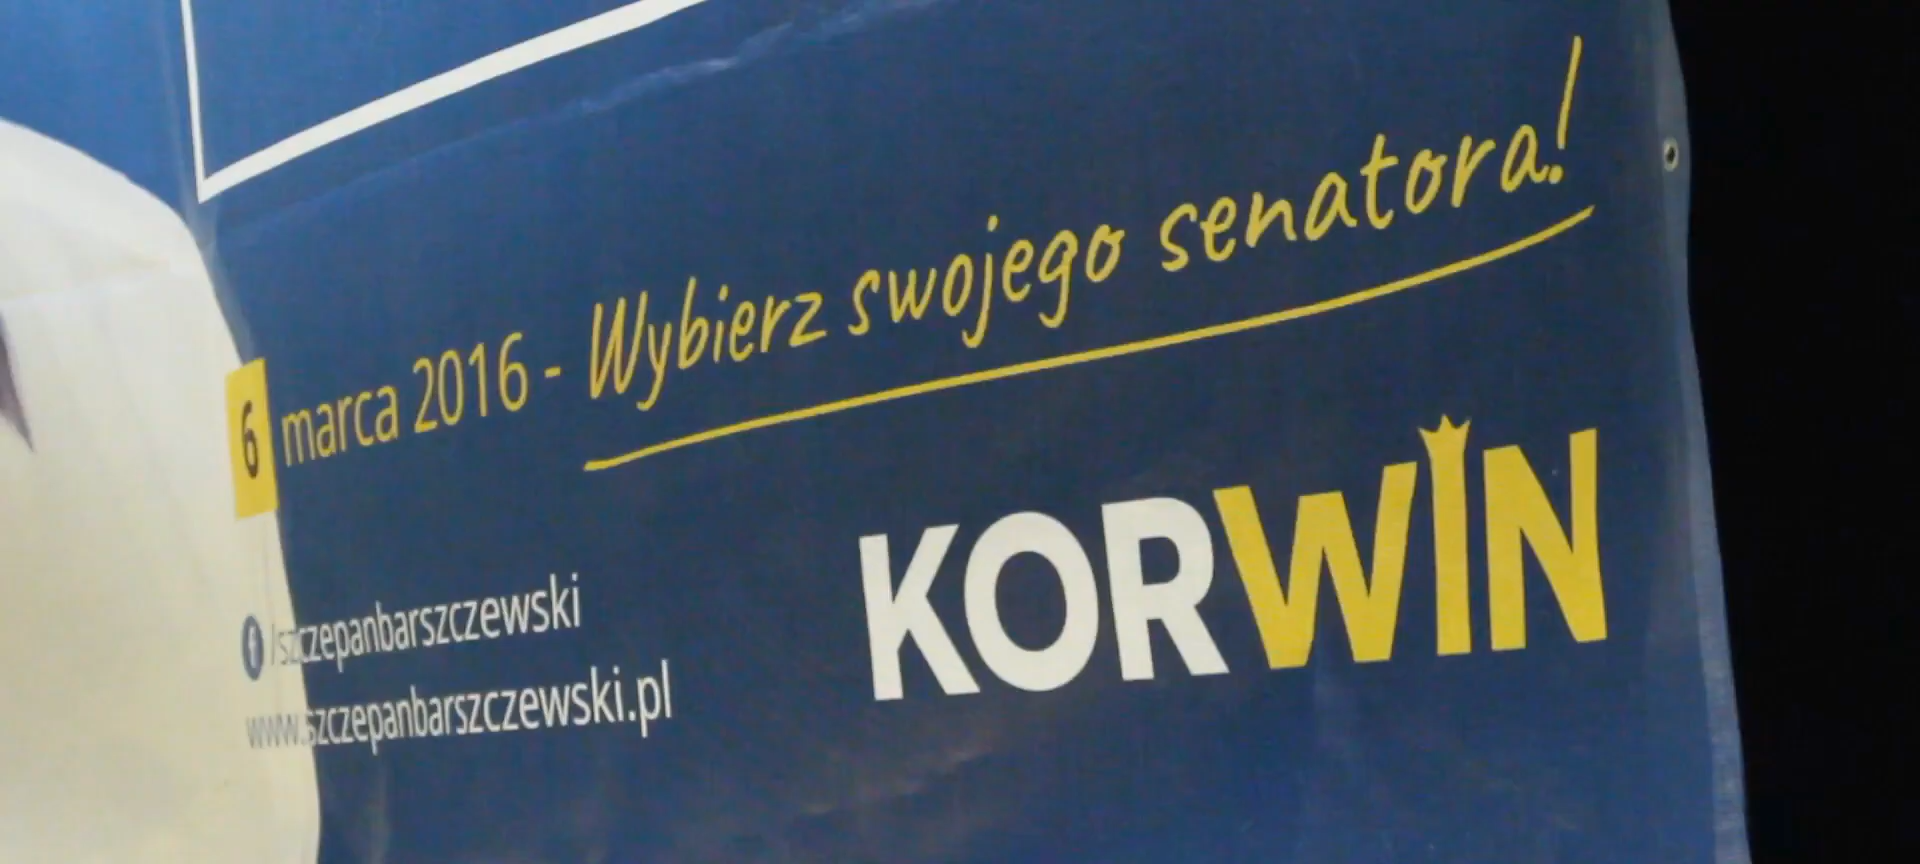 6 marca 2016 - Wybierz swojego senatora!
KORWIN
/szczepanbarszczewski
www.szczepanbarszczewski.pl